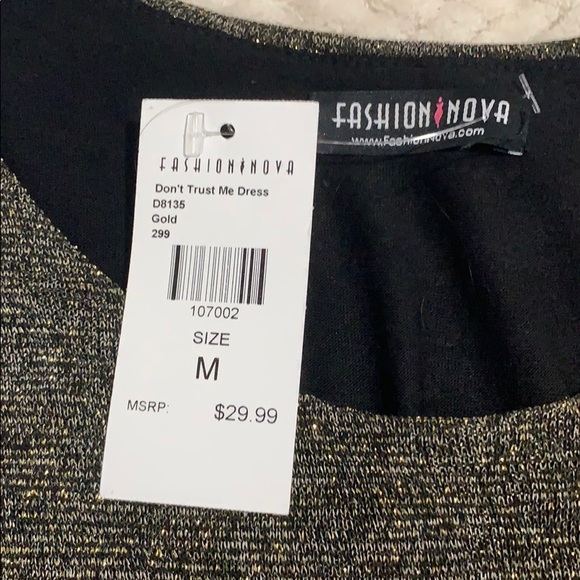 FASHION NOVA
www.FashionNova.com
FASHION NOVA
Don't Trust Me Dress
D8135
Gold
299
107002
SIZE
M
MSRP: $29.99